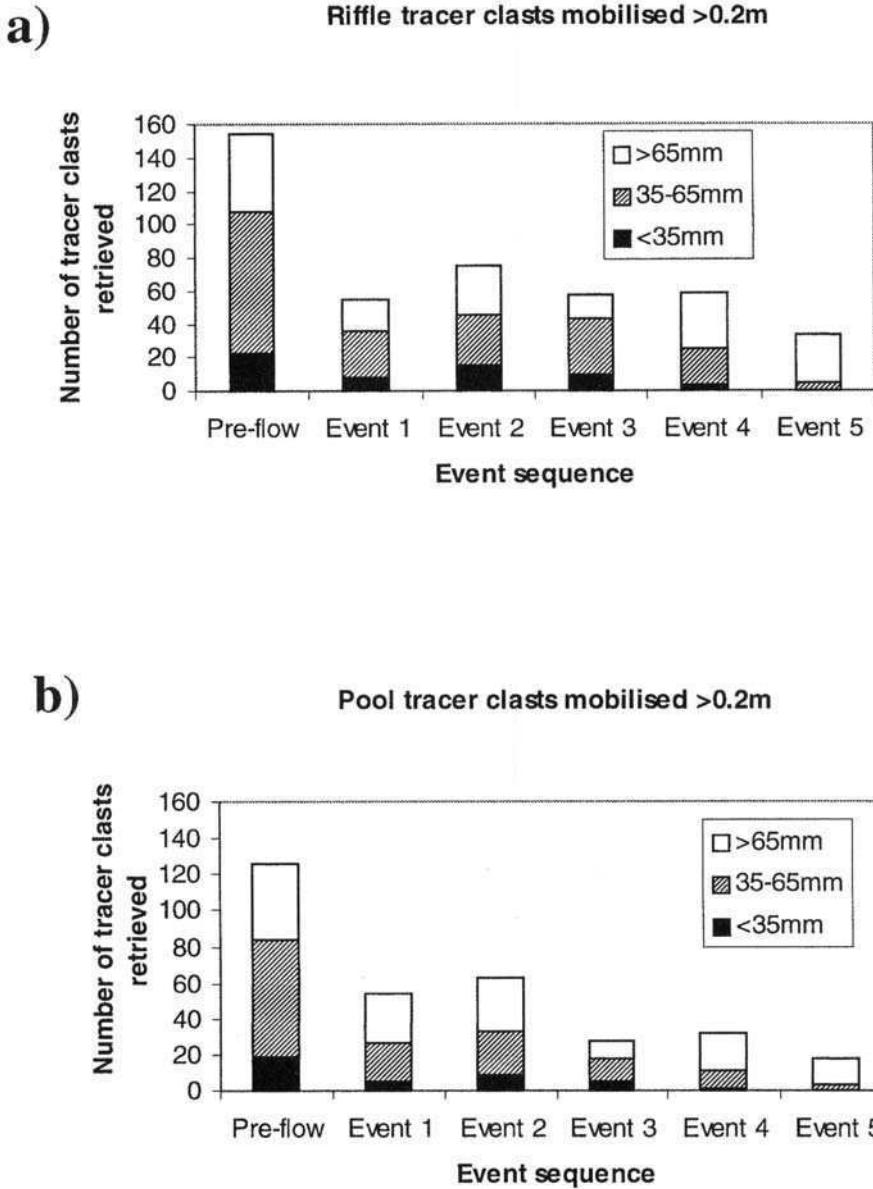 a)
Riffle tracer clasts mobilised >0.2m
Number of tracer clasts
retrieved
160
140
120
100
80
60
40
20
0
>65mm
35-65mm
<35mm
Pre-flow Event 1 Event 2 Event 3 Event 4 Event 5
Event sequence
b)
Pool tracer clasts mobilised >0.2m
Number of tracer clasts
retrieved
160
140
120
100
80
60
40
20
0
>65mm
35-65mm
<35mm
Pre-flow Event 1 Event 2 Event 3 Event 4 Event 5
Event sequence